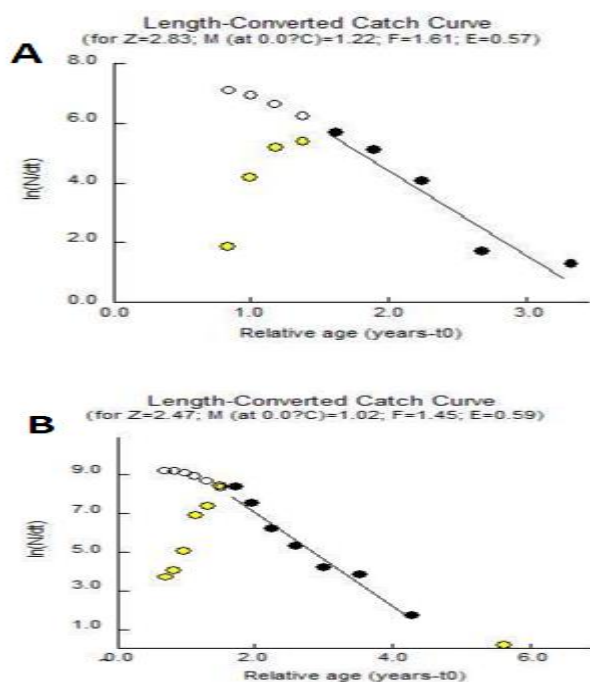 Length-Converted Catch Curve
(for Z=2.83; M (at 0.0?C)=1.22; F=1.61; E=0.57)
A
8.0
6.0
4.0
2.0
0.0
ln(N/dt)
0.0 1.0 2.0 3.0
Relative age (years-t0)
Length-Converted Catch Curve
(for Z=2.47; M (at 0.0?C)=1.02; F=1.45; E=0.59)
B
9.0
7.0
5.0
3.0
1.0
ln(N/dt)
-0.0 2.0 4.0 6.0
Relative age (years-t0)